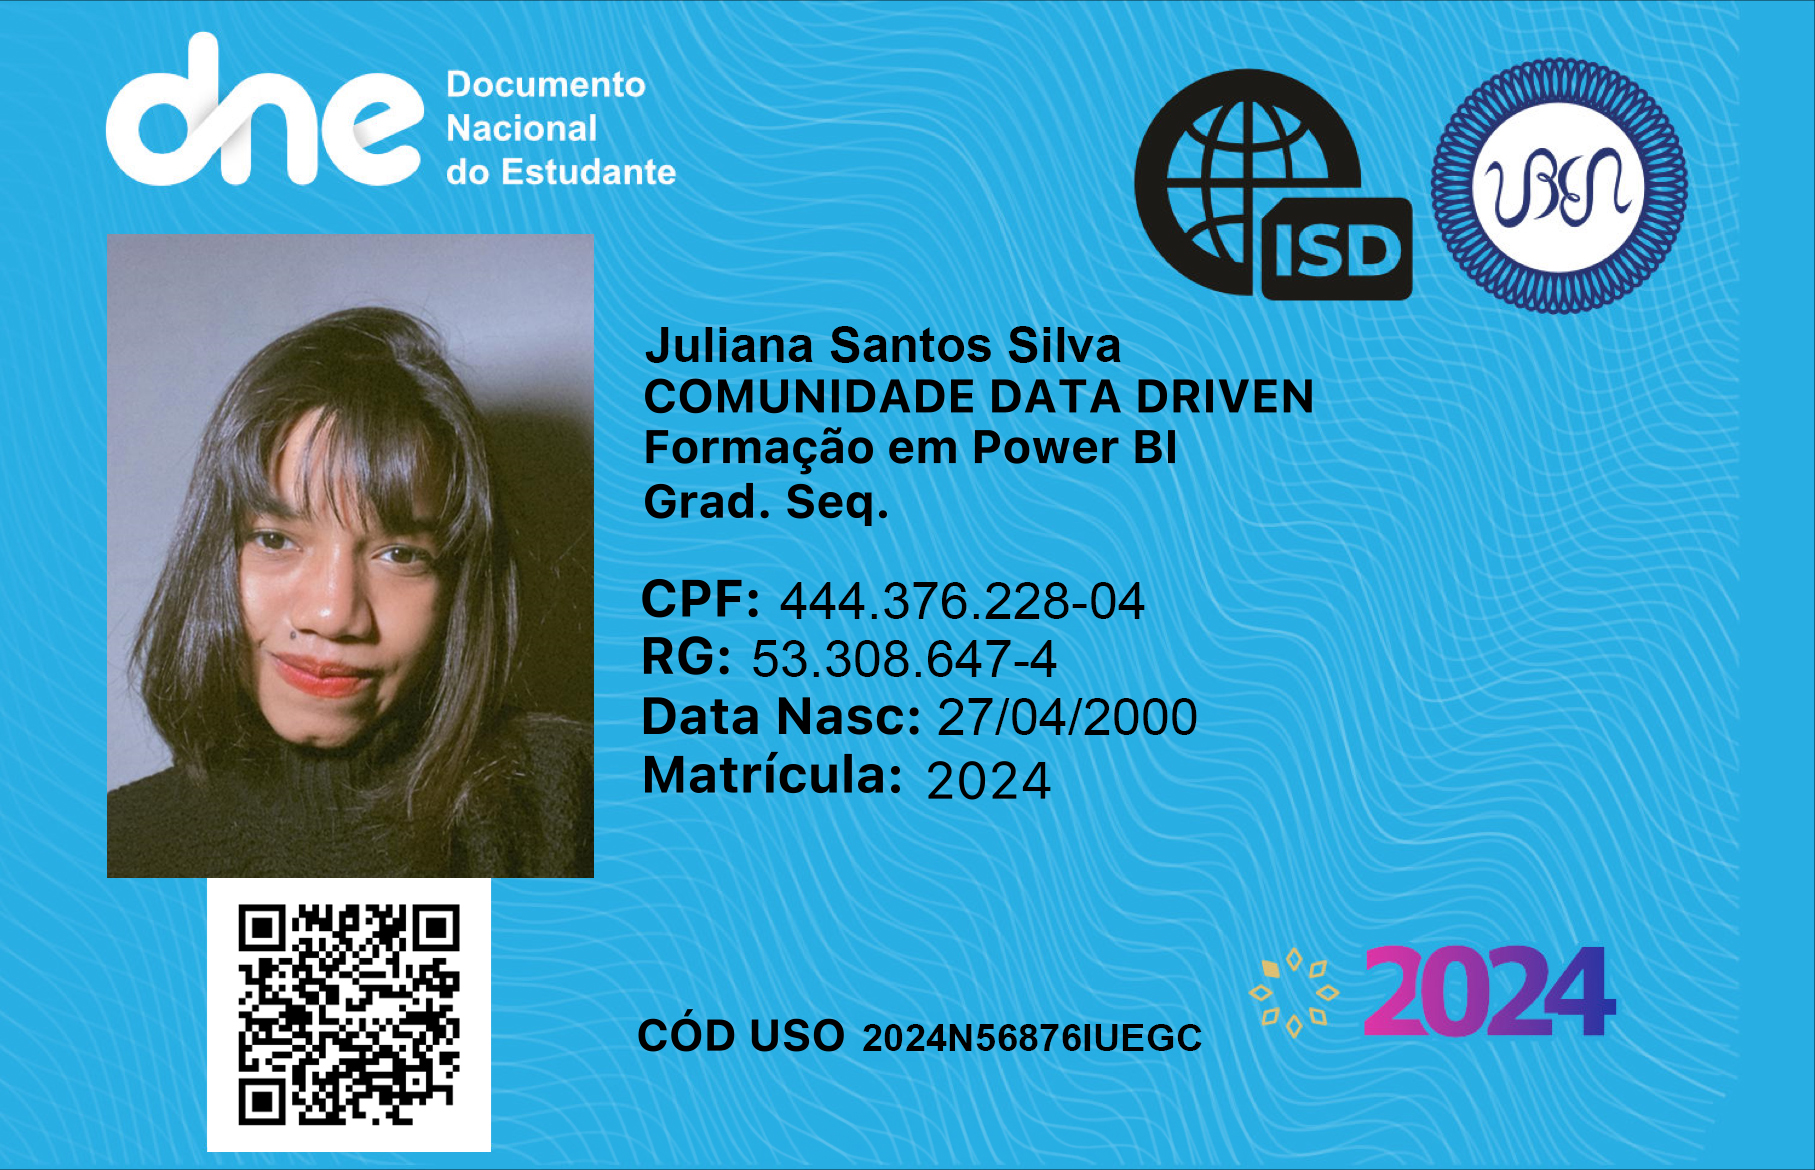 dne
Documento
Nacional
do Estudante
ISD
Juliana Santos Silva
COMUNIDADE DATA DRIVEN
Formação em Power BI
Grad. Seq.
CPF: 444.376.228-04
RG: 53.308.647-4
Data Nasc: 27/04/2000
Matrícula: 2024
CÓD USO 2024N56876IUEGC
2024